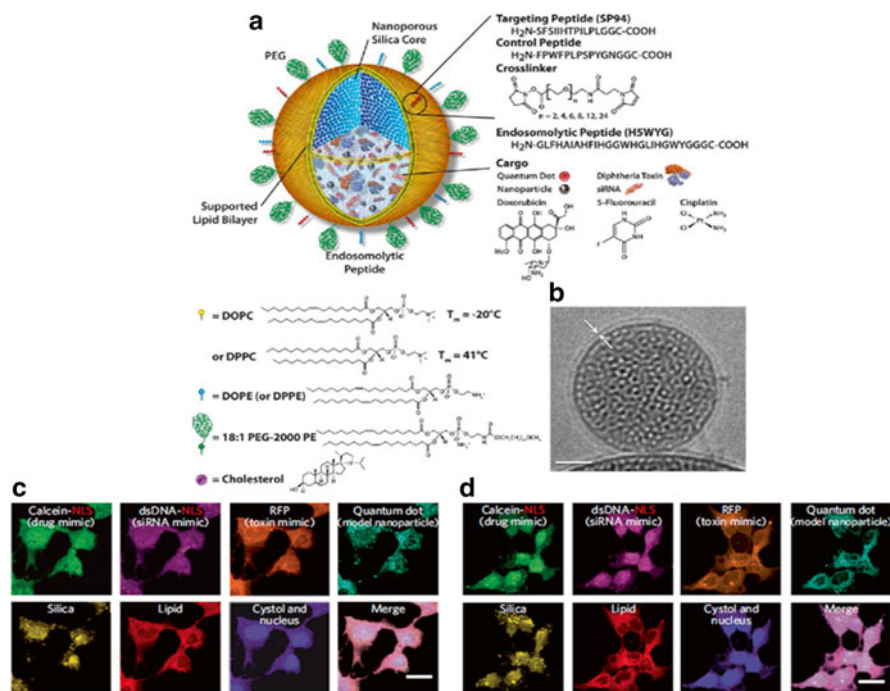 a
Nanoporous
Silica Core
PEG
Targeting Peptide (SP94)
H₂N-SFSIIHTPILPLGGC-COOH
Control Peptide
H₂N-FPWFPLPSPYGNGGC-COOH
Crosslinker
n = 2, 4, 6, 8, 12, 24
Endosomolytic Peptide (H5WYG)
H₂N-GLFHAIAHFIHGGWHGLIHGWYGGGC-COOH
Cargo
Quantum Dot
Diphtheria Toxin
Nanoparticle
siRNA
Doxorubicin
5-Fluorouracil
Cisplatin
Supported
Lipid Bilayer
Endosomolytic
Peptide
= DOPC
Tm = -20°C
or DPPC
Tm = 41°C
= DOPE (or DPPE)
= 18:1 PEG-2000 PE
= Cholesterol
b
c
Calcein-NLS
(drug mimic)
dsDNA-NLS
(siRNA mimic)
RFP
(toxin mimic)
Quantum dot
(model nanoparticle)
Silica
Lipid
Cystol and
nucleus
Merge
d
Calcein-NLS
(drug mimic)
dsDNA-NLS
(siRNA mimic)
RFP
(toxin mimic)
Quantum dot
(model nanoparticle)
Silica
Lipid
Cystol and
nucleus
Merge